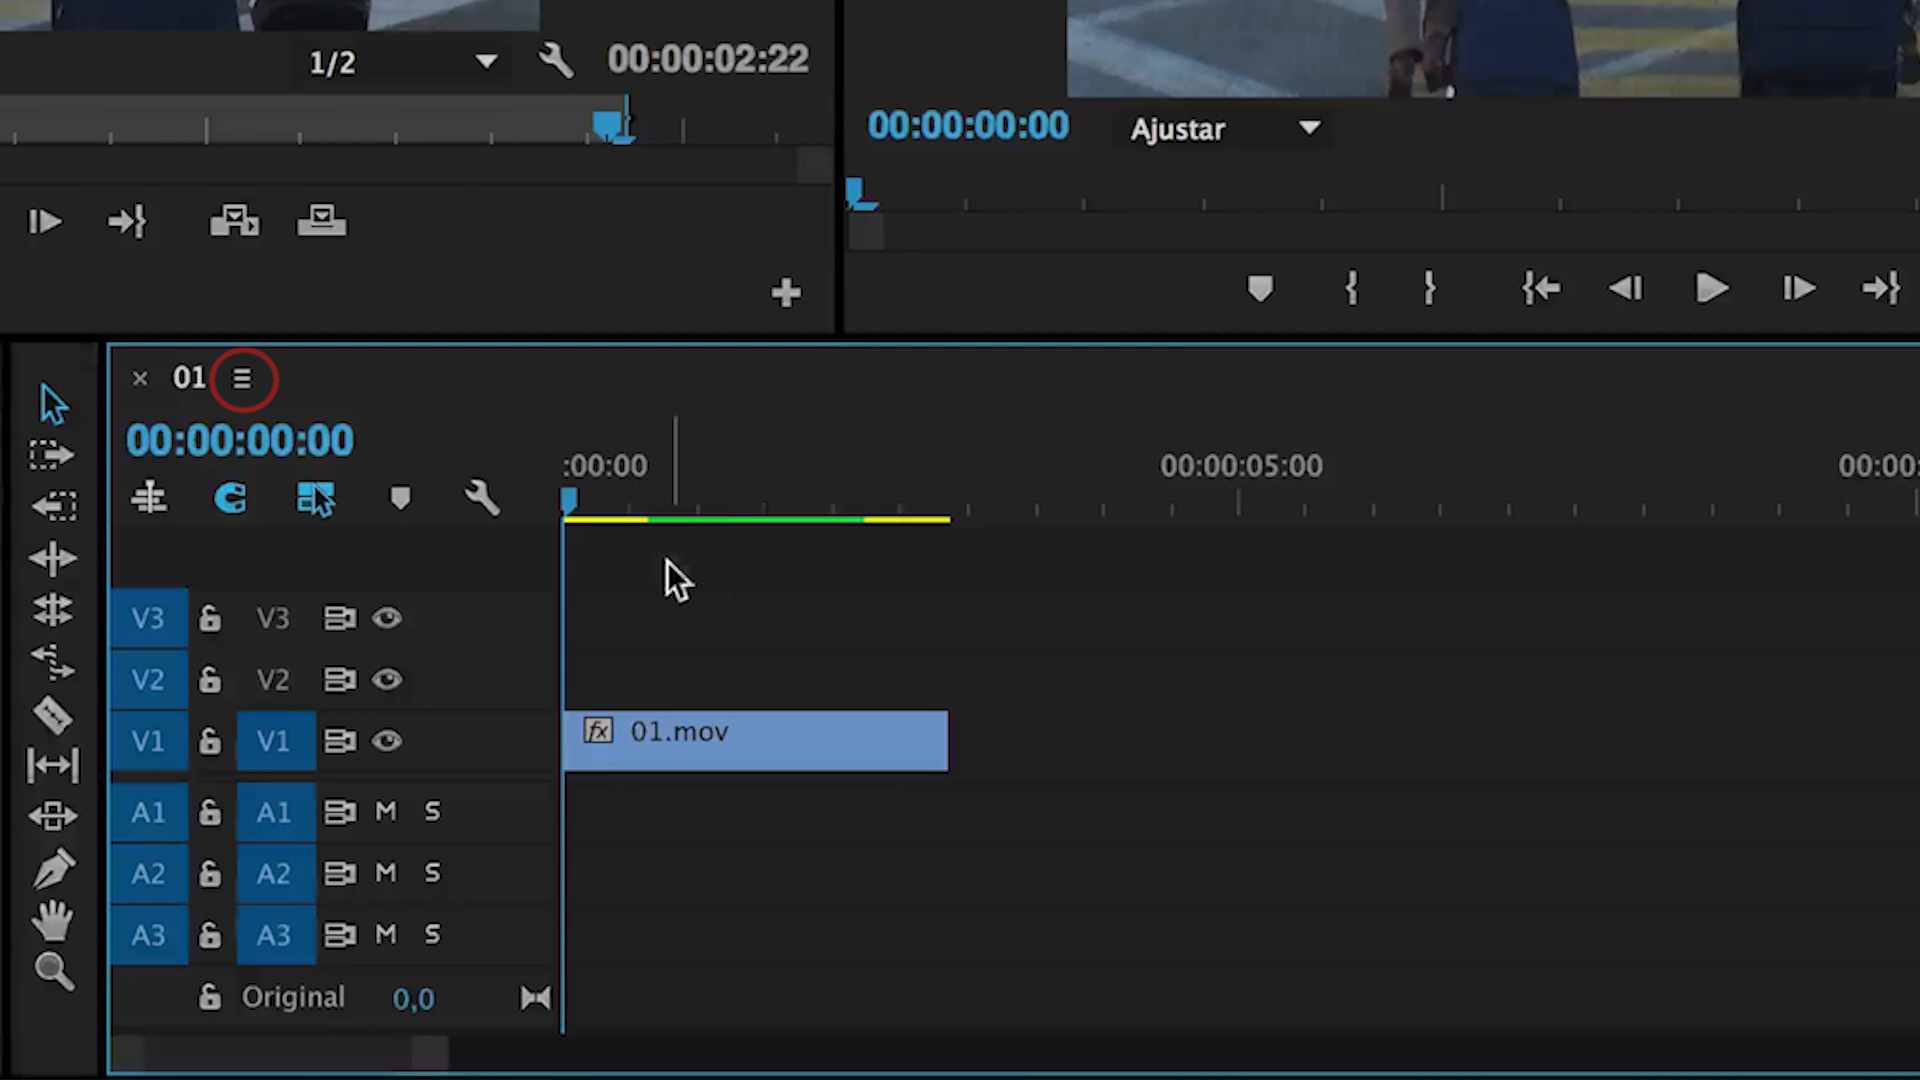 1/2
00:00:02:22
00:00:00:00
Ajustar
× 01
00:00:00:00
:00:00
00:00:05:00
00:00:
V3 V3
V2 V2
V1 V1
fx 01.mov
A1 A1 M S
A2 A2 M S
A3 A3 M S
Original 0,0